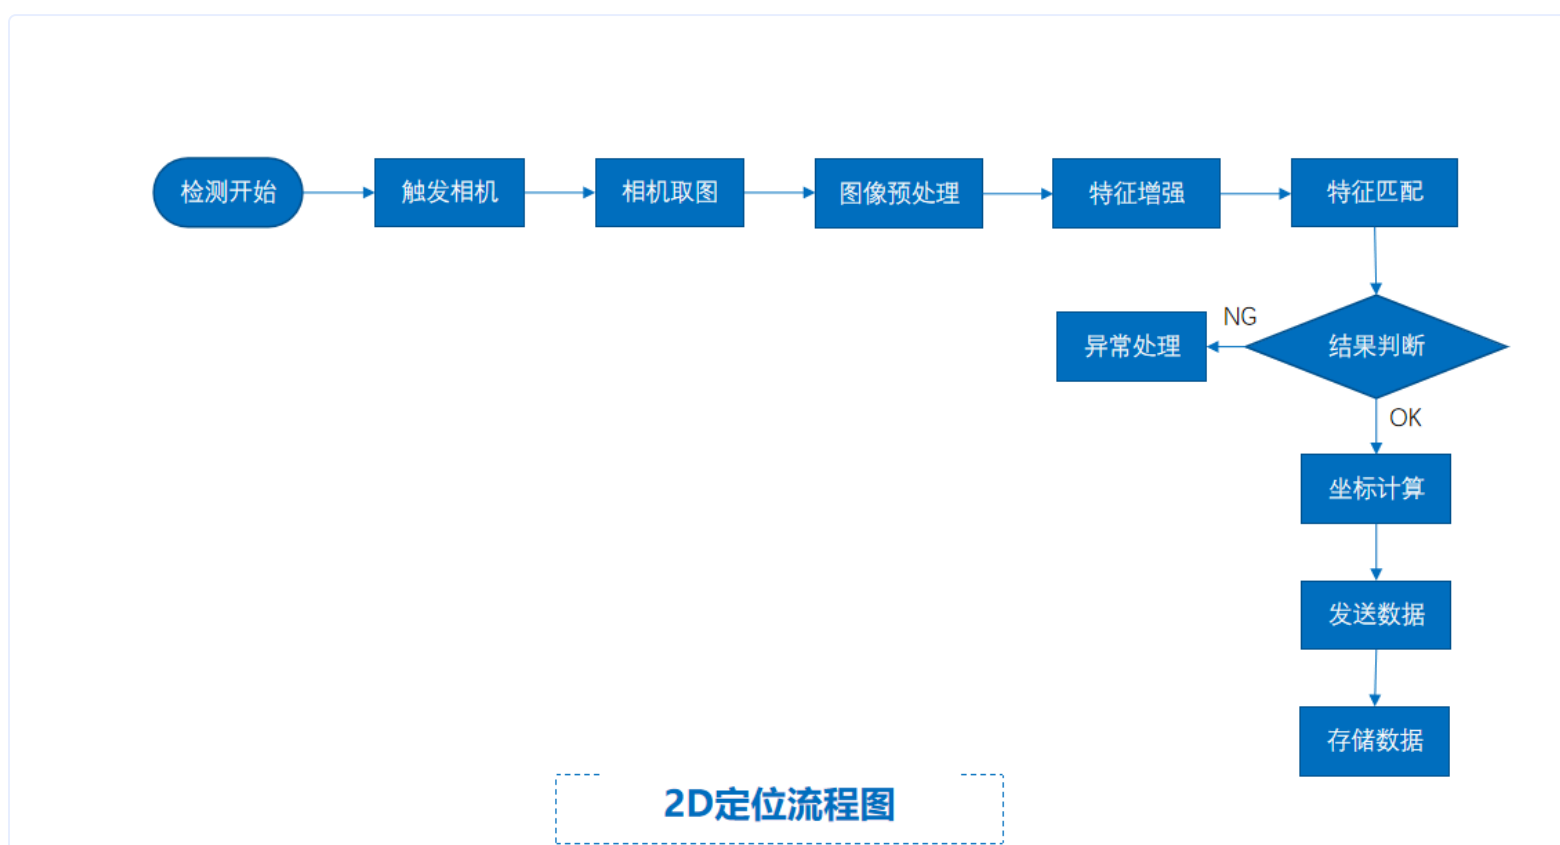 检测开始
触发相机
相机取图
图像预处理
特征增强
特征匹配
NG
异常处理
结果判断
OK
坐标计算
发送数据
存储数据
2D定位流程图